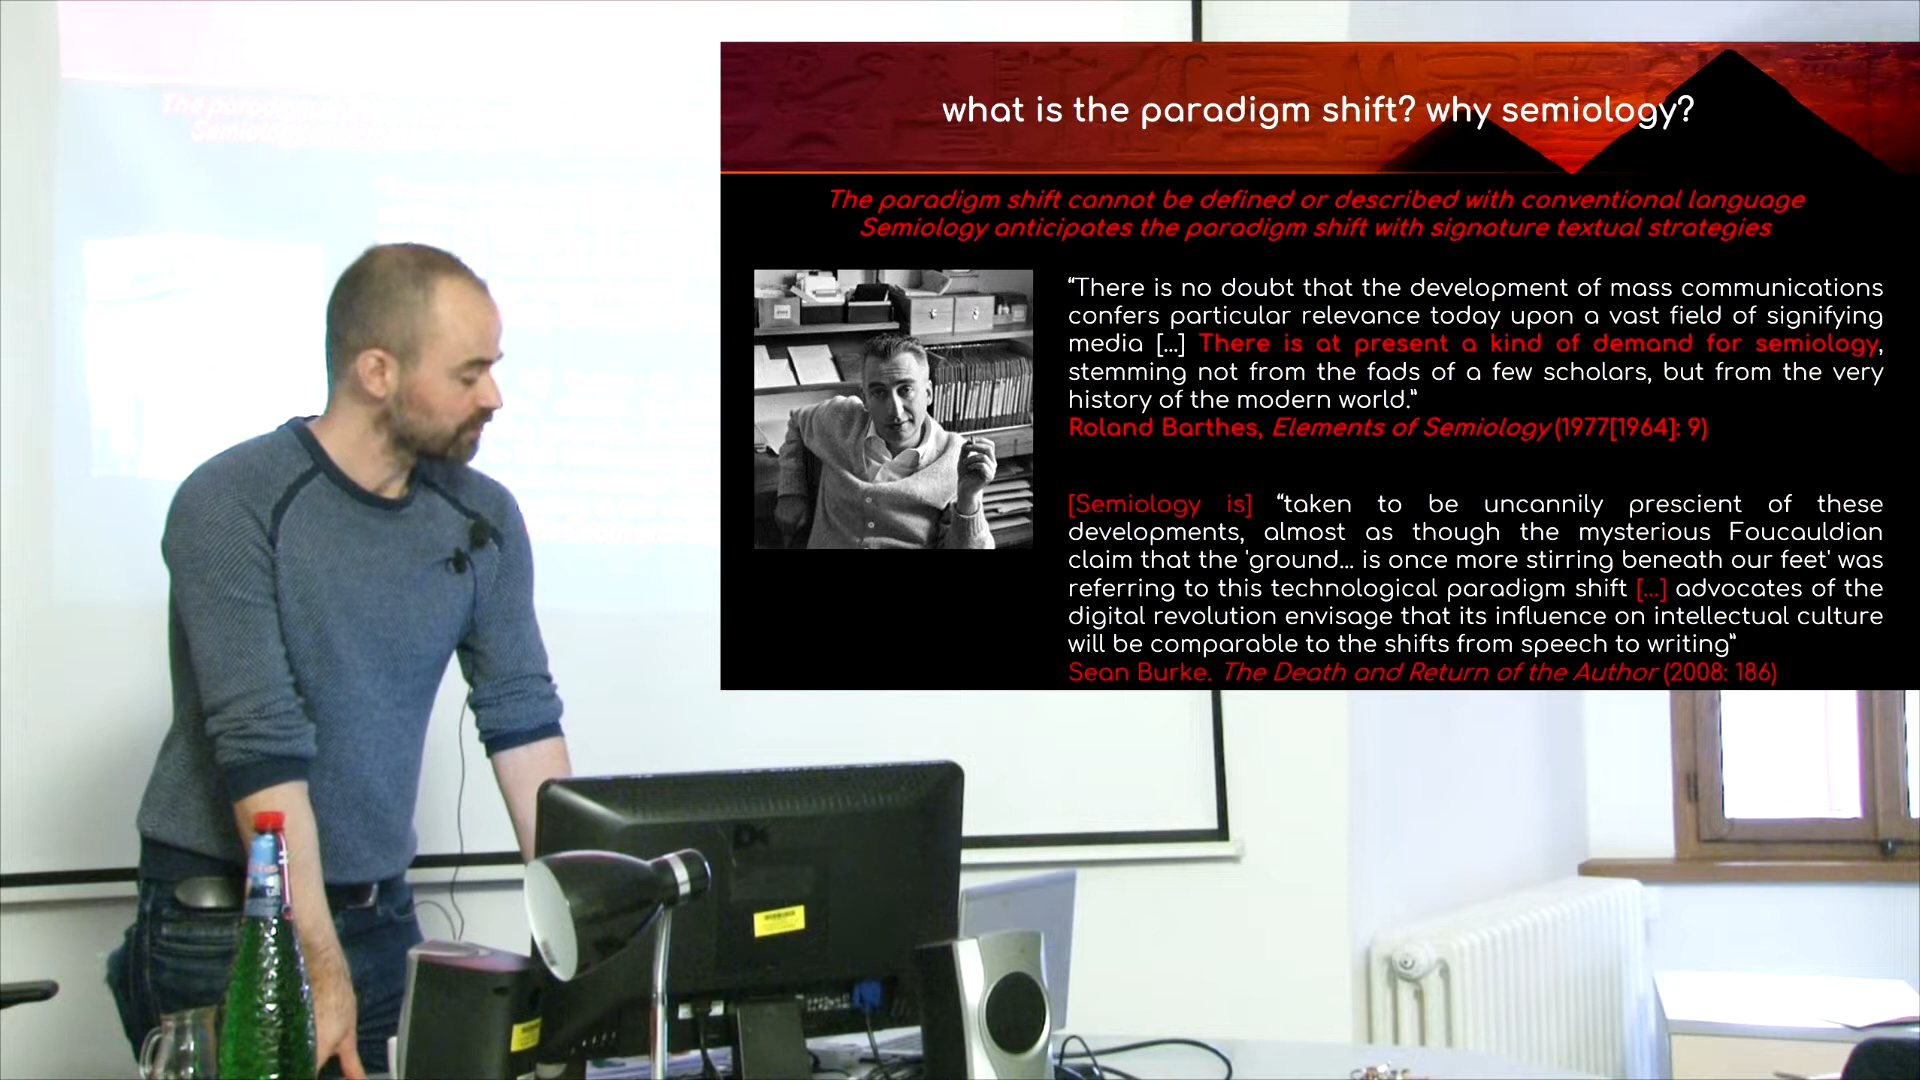 what is the paradigm shift? why semiology?
The paradigm shift cannot be defined or described with conventional language
Semiology anticipates the paradigm shift with signature textual strategies
“There is no doubt that the development of mass communications
confers particular relevance today upon a vast field of signifying
media [...] There is at present a kind of demand for semiology,
stemming not from the fads of a few scholars, but from the very
history of the modern world.”
Roland Barthes, Elements of Semiology (1977[1964]: 9)
[Semiology is] “taken to be uncannily prescient of these
developments, almost as though the mysterious Foucauldian
claim that the 'ground... is once more stirring beneath our feet' was
referring to this technological paradigm shift [...] advocates of the
digital revolution envisage that its influence on intellectual culture
will be comparable to the shifts from speech to writing”
Sean Burke. The Death and Return of the Author (2008: 186)